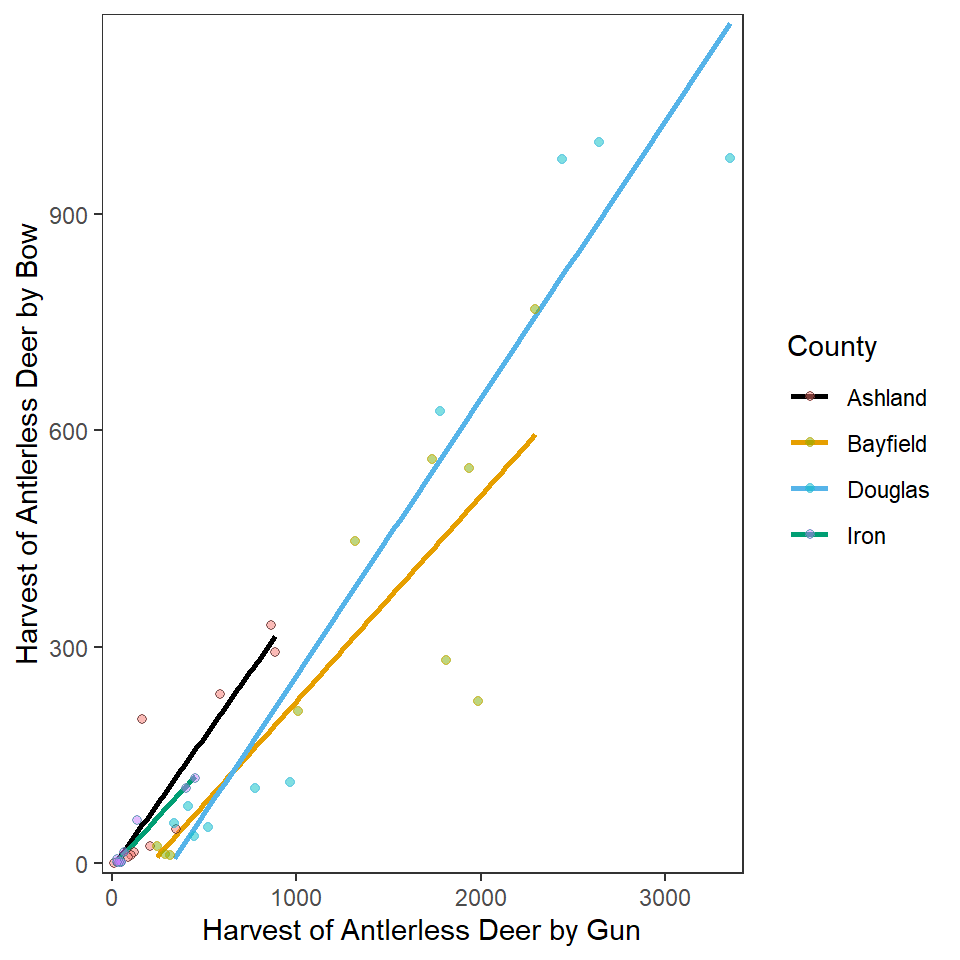 Harvest of Antlerless Deer by Bow
900
600
300
0
0 1000 2000 3000
Harvest of Antlerless Deer by Gun
County
Ashland
Bayfield
Douglas
Iron